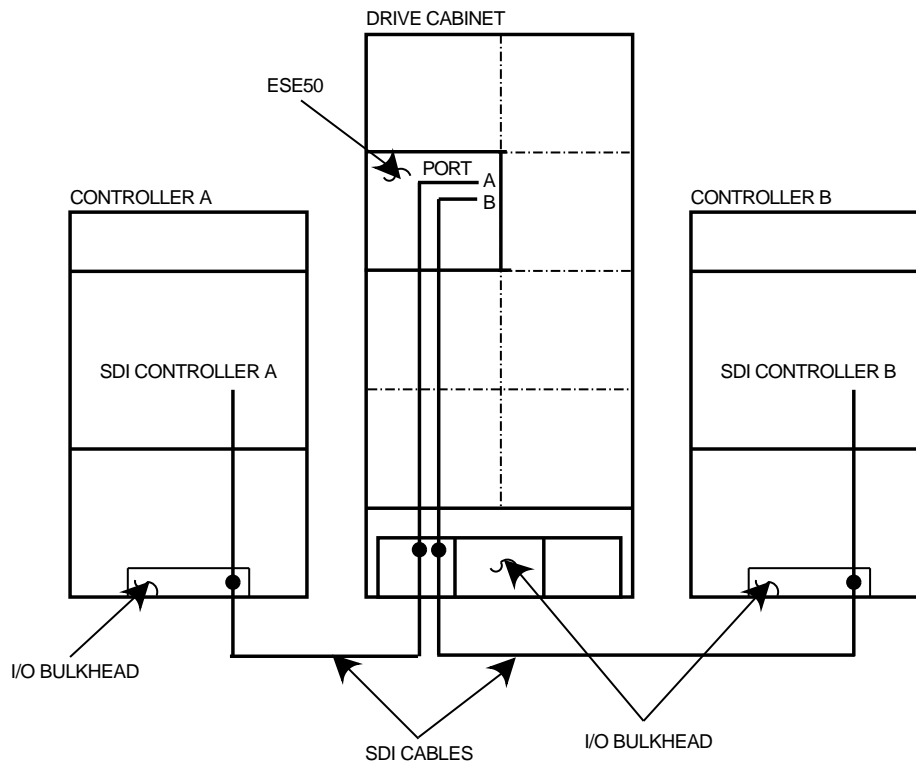 DRIVE CABINET
ESE50
PORT
A
B
CONTROLLER A
CONTROLLER B
SDI CONTROLLER A
SDI CONTROLLER B
I/O BULKHEAD
I/O BULKHEAD
SDI CABLES